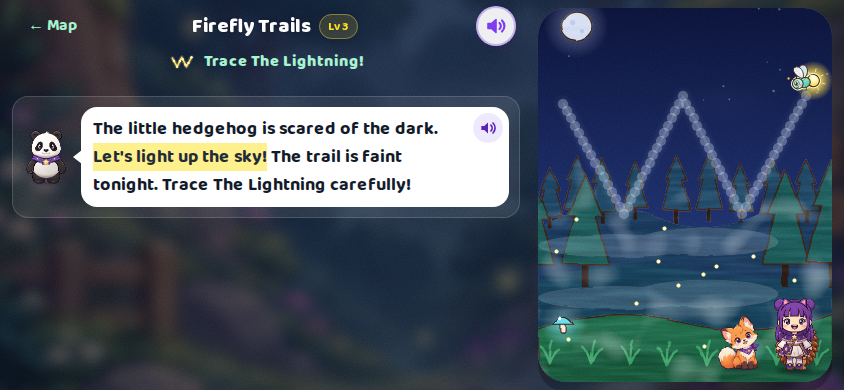 ← Map
Firefly Trails
Lv 3
Trace The Lightning!
The little hedgehog is scared of the dark.
Let's light up the sky! The trail is faint
tonight. Trace The Lightning carefully!